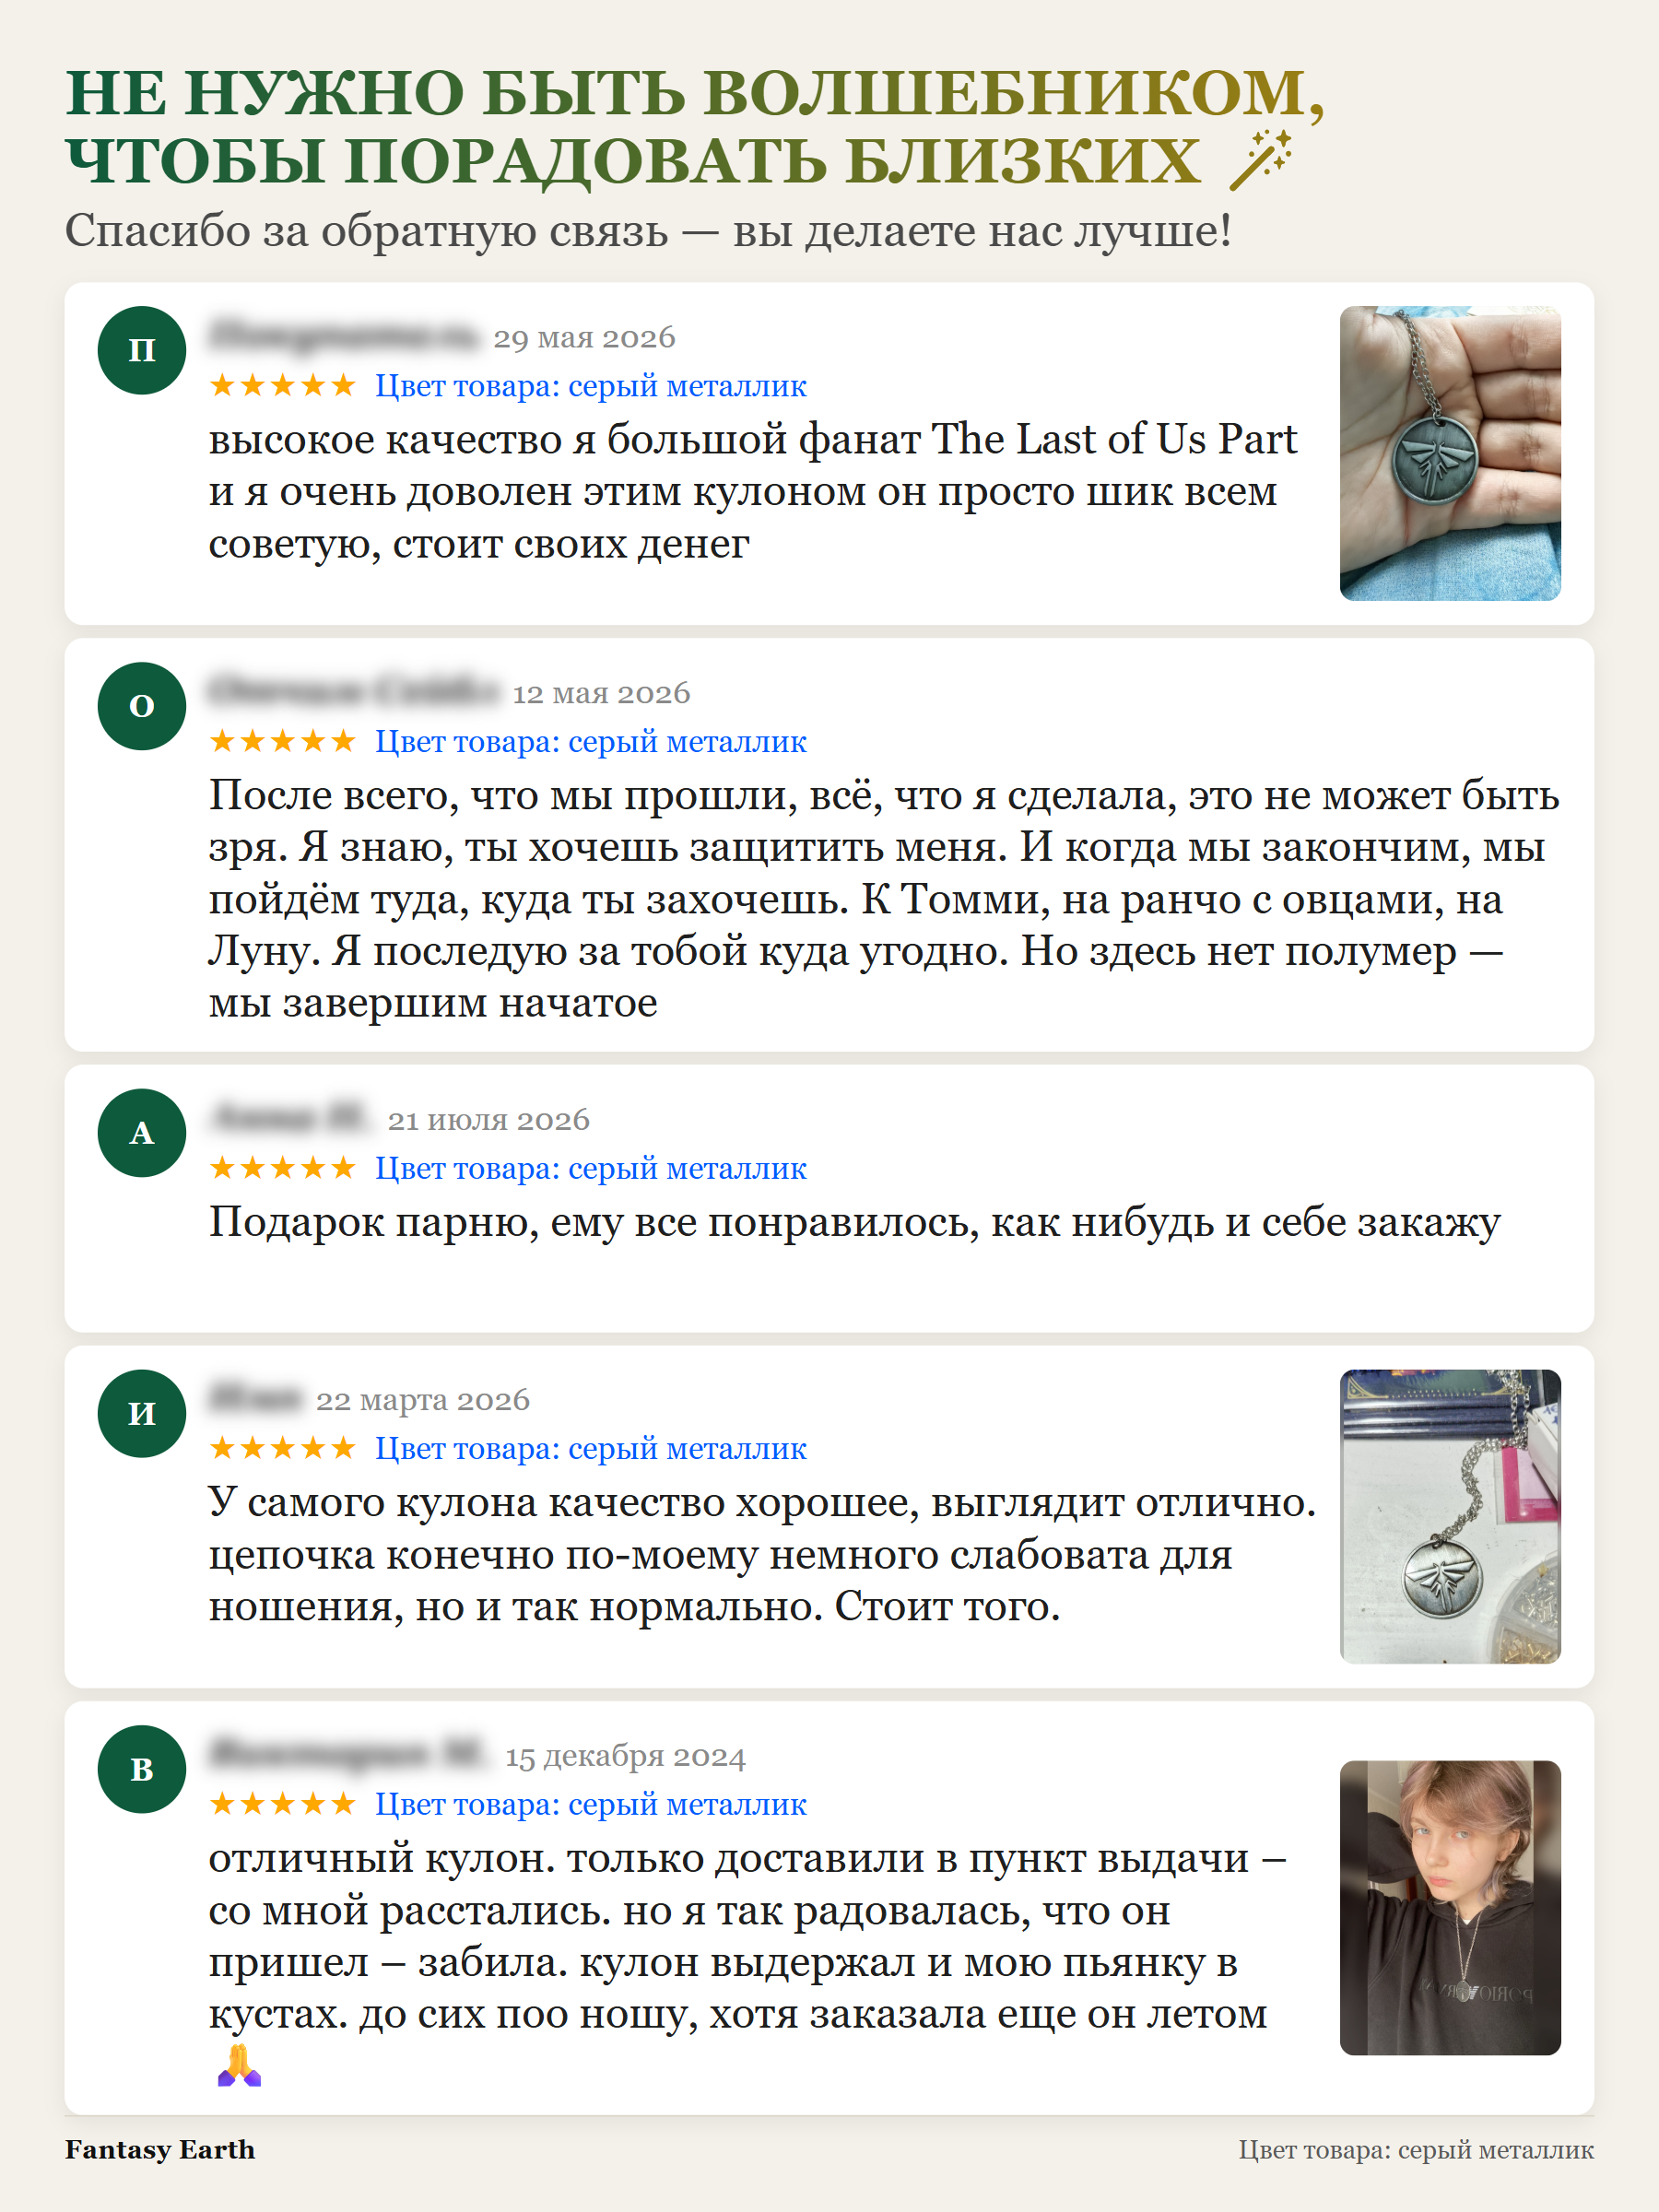 НЕ НУЖНО БЫТЬ ВОЛШЕБНИКОМ,
ЧТОБЫ ПОРАДОВАТЬ БЛИЗКИХ
Спасибо за обратную связь — вы делаете нас лучше!
П
29 мая 2026
★★★★★ Цвет товара: серый металлик
высокое качество я большой фанат The Last of Us Part
и я очень доволен этим кулоном он просто шик всем
советую, стоит своих денег
О
12 мая 2026
★★★★★ Цвет товара: серый металлик
После всего, что мы прошли, всё, что я сделала, это не может быть
зря. Я знаю, ты хочешь защитить меня. И когда мы закончим, мы
пойдём туда, куда ты захочешь. К Томми, на ранчо с овцами, на
Луну. Я последую за тобой куда угодно. Но здесь нет полумер —
мы завершим начатое
А
21 июля 2026
★★★★★ Цвет товара: серый металлик
Подарок парню, ему все понравилось, как нибудь и себе закажу
И
22 марта 2026
★★★★★ Цвет товара: серый металлик
У самого кулона качество хорошее, выглядит отлично.
цепочка конечно по-моему немного слабовата для
ношения, но и так нормально. Стоит того.
В
15 декабря 2024
★★★★★ Цвет товара: серый металлик
отличный кулон. только доставили в пункт выдачи –
со мной расстались. но я так радовалась, что он
пришел – забила. кулон выдержал и мою пьянку в
кустах. до сих поо ношу, хотя заказала еще он летом
🙏
Fantasy Earth
Цвет товара: серый металлик